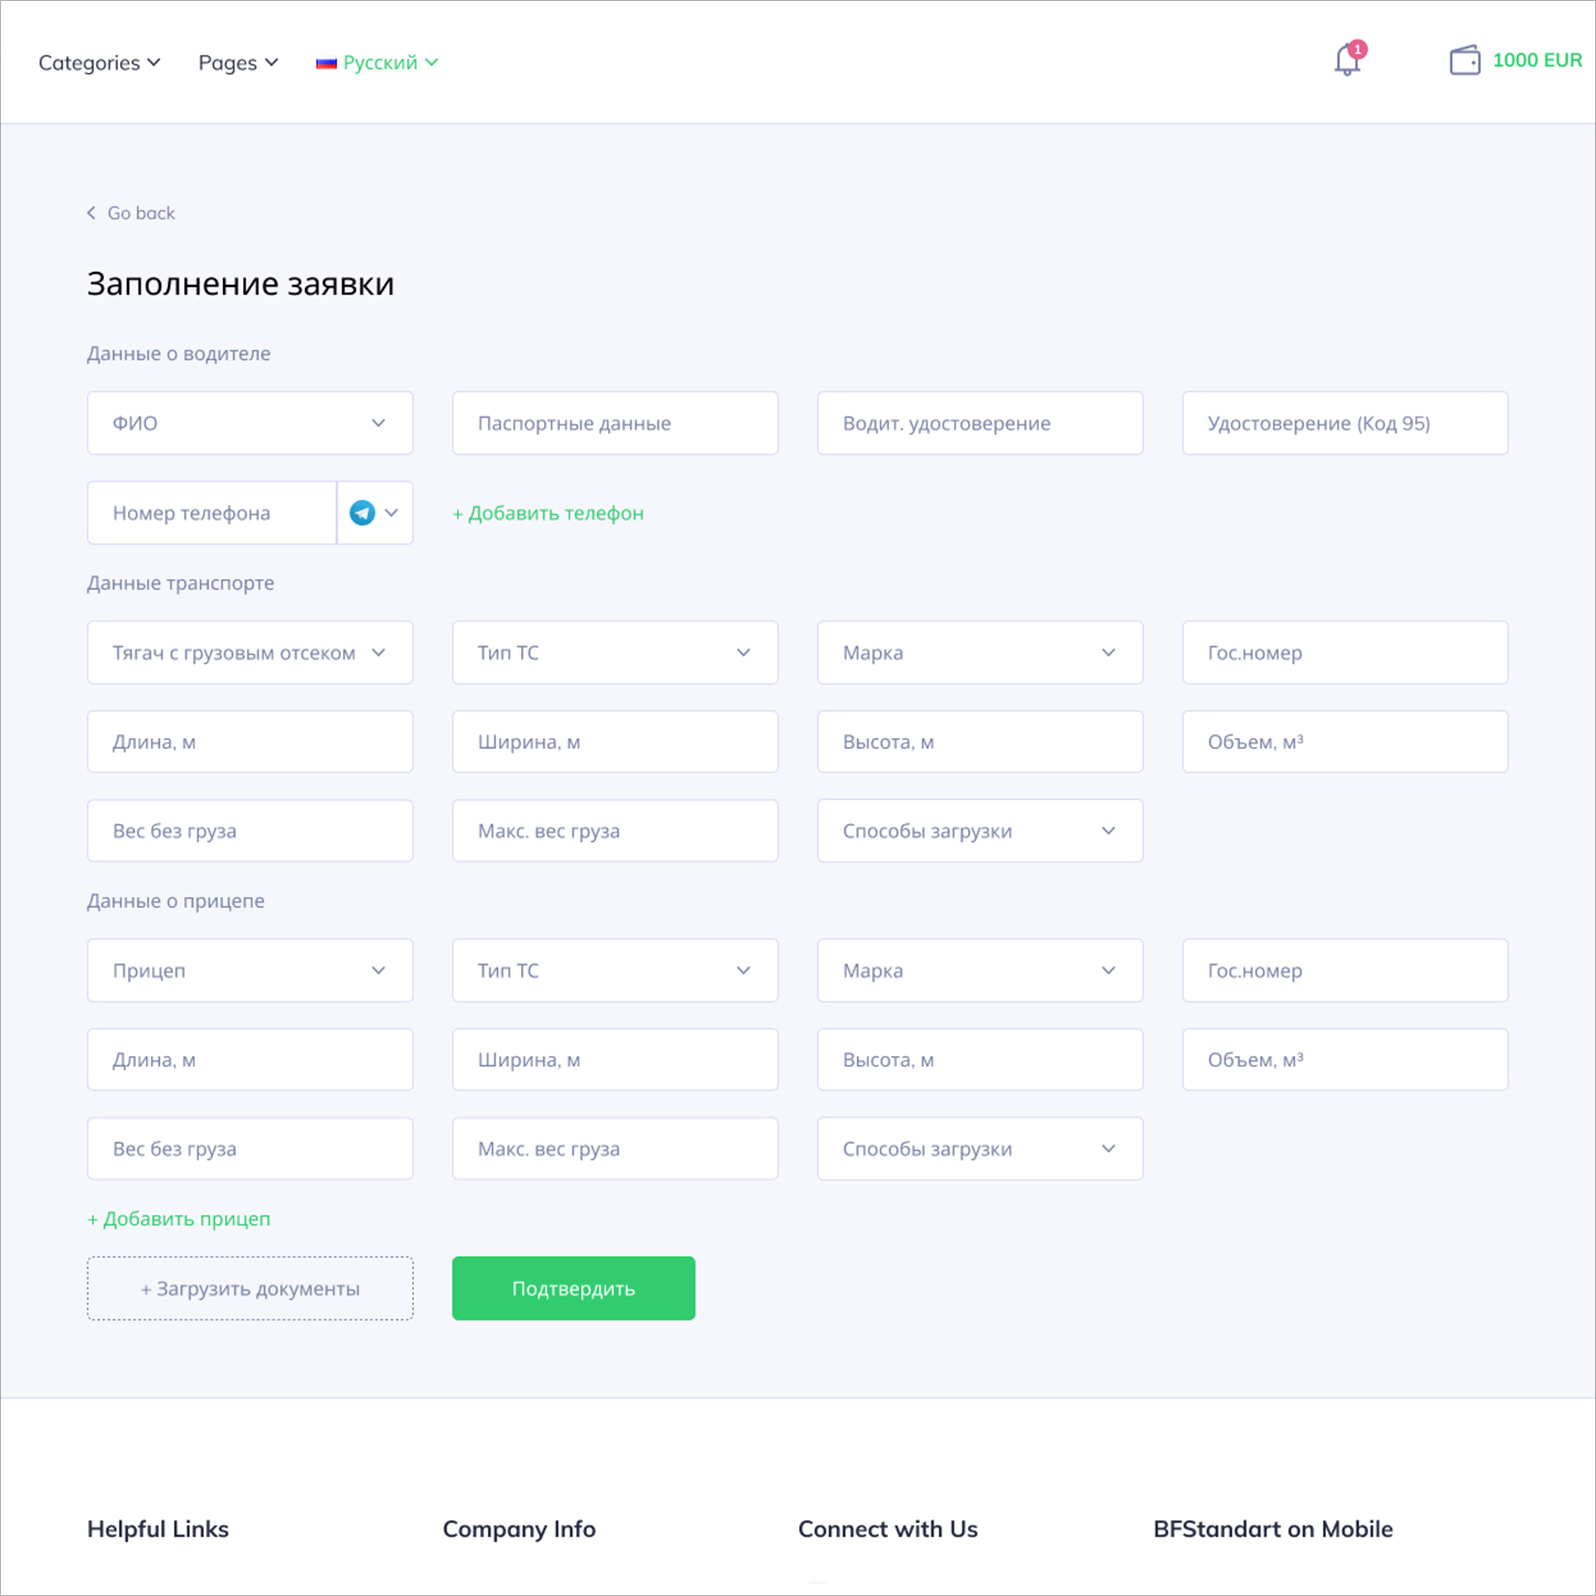 Categories Pages Русский 1 1000 EUR
Go back
Заполнение заявки
Данные о водителе
ФИО Паспортные данные Водит. удостоверение Удостоверение (Код 95)
Номер телефона + Добавить телефон
Данные транспорте
Тягач с грузовым отсеком Тип ТС Марка Гос.номер
Длина, м Ширина, м Высота, м Объем, м³
Вес без груза Макс. вес груза Способы загрузки
Данные о прицепе
Прицеп Тип ТС Марка Гос.номер
Длина, м Ширина, м Высота, м Объем, м³
Вес без груза Макс. вес груза Способы загрузки
+ Добавить прицеп
+ Загрузить документы Подтвердить
Helpful Links Company Info Connect with Us BFStandart on Mobile